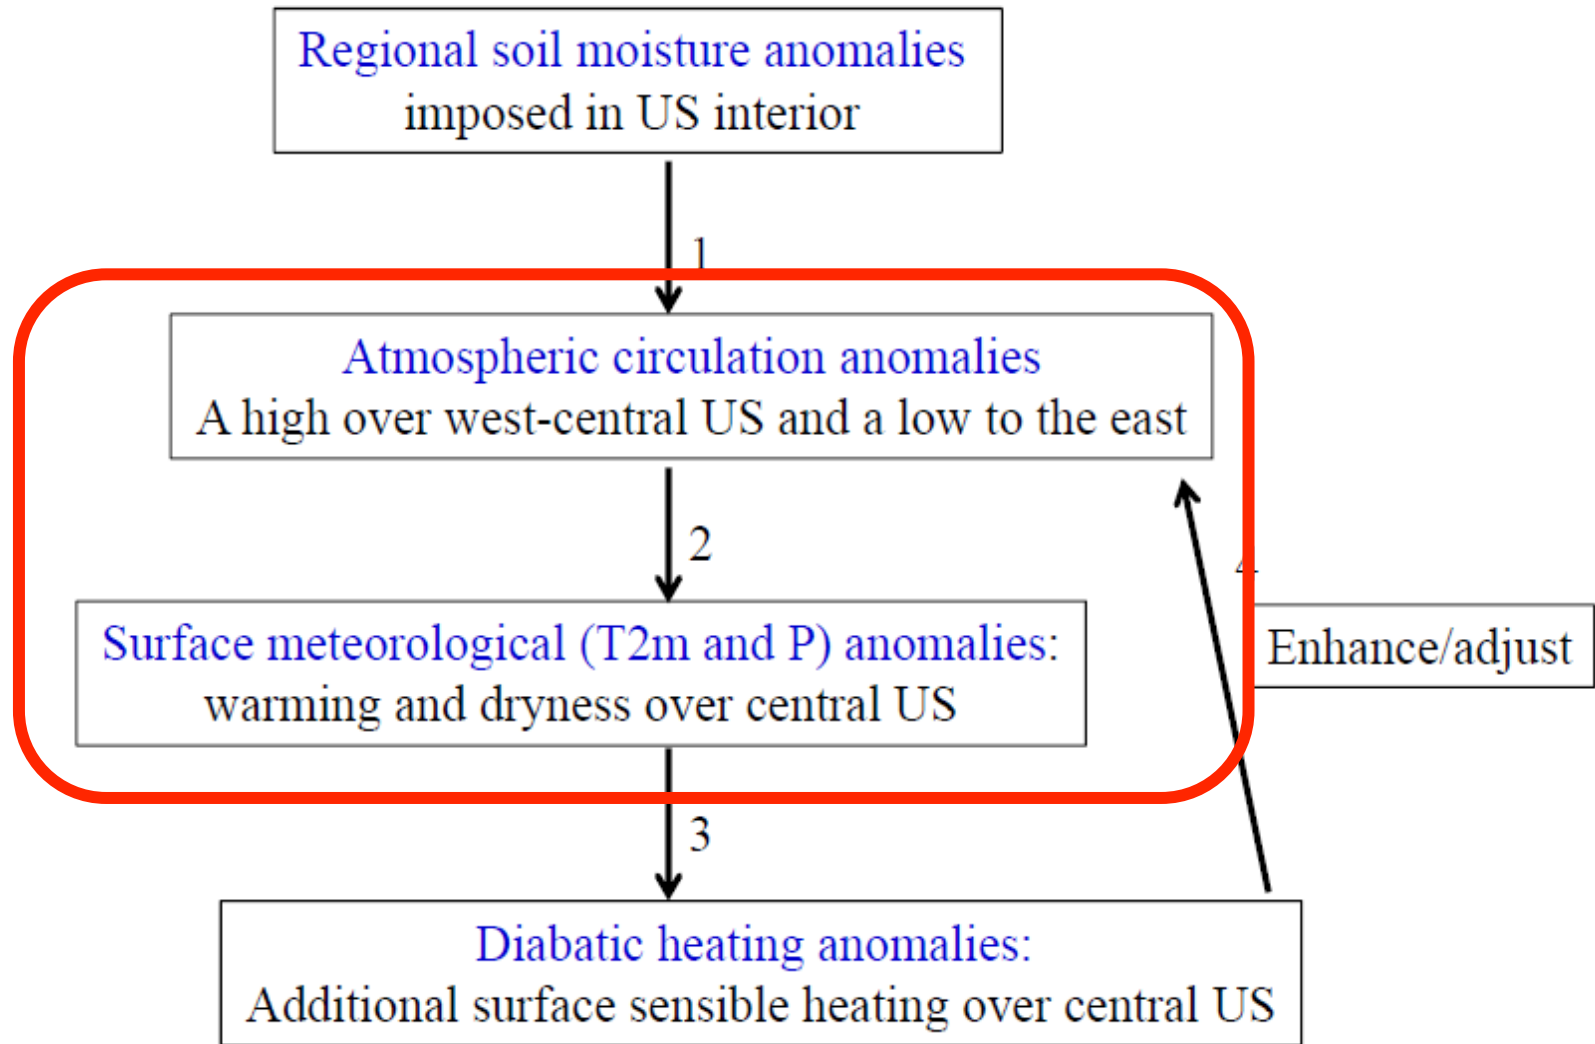 Regional soil moisture anomalies
imposed in US interior
1
Atmospheric circulation anomalies
A high over west-central US and a low to the east
2
4
Surface meteorological (T2m and P) anomalies:
warming and dryness over central US
Enhance/adjust
3
Diabatic heating anomalies:
Additional surface sensible heating over central US